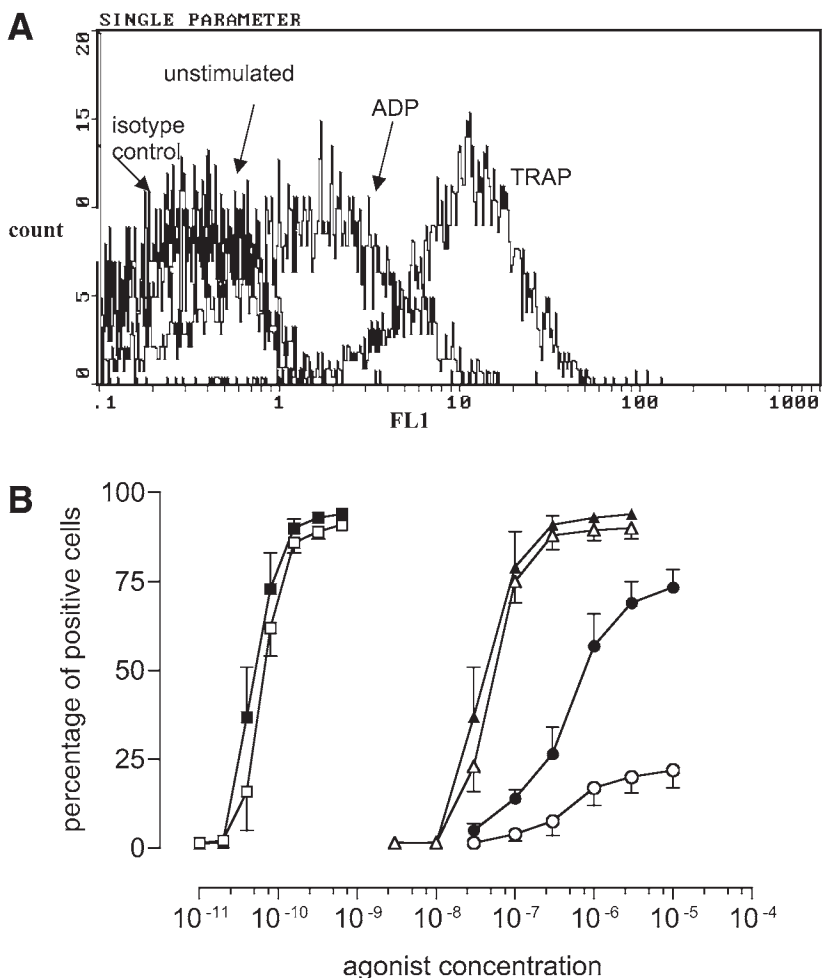 A
SINGLE PARAMETER
20
15
0
5
0
count
isotype
control
unstimulated
ADP
TRAP
.1 1 10 100 1000
FL1
B
percentage of positive cells
100
75
50
25
0
10-11 10-10 10-9 10-8 10-7 10-6 10-5 10-4
agonist concentration